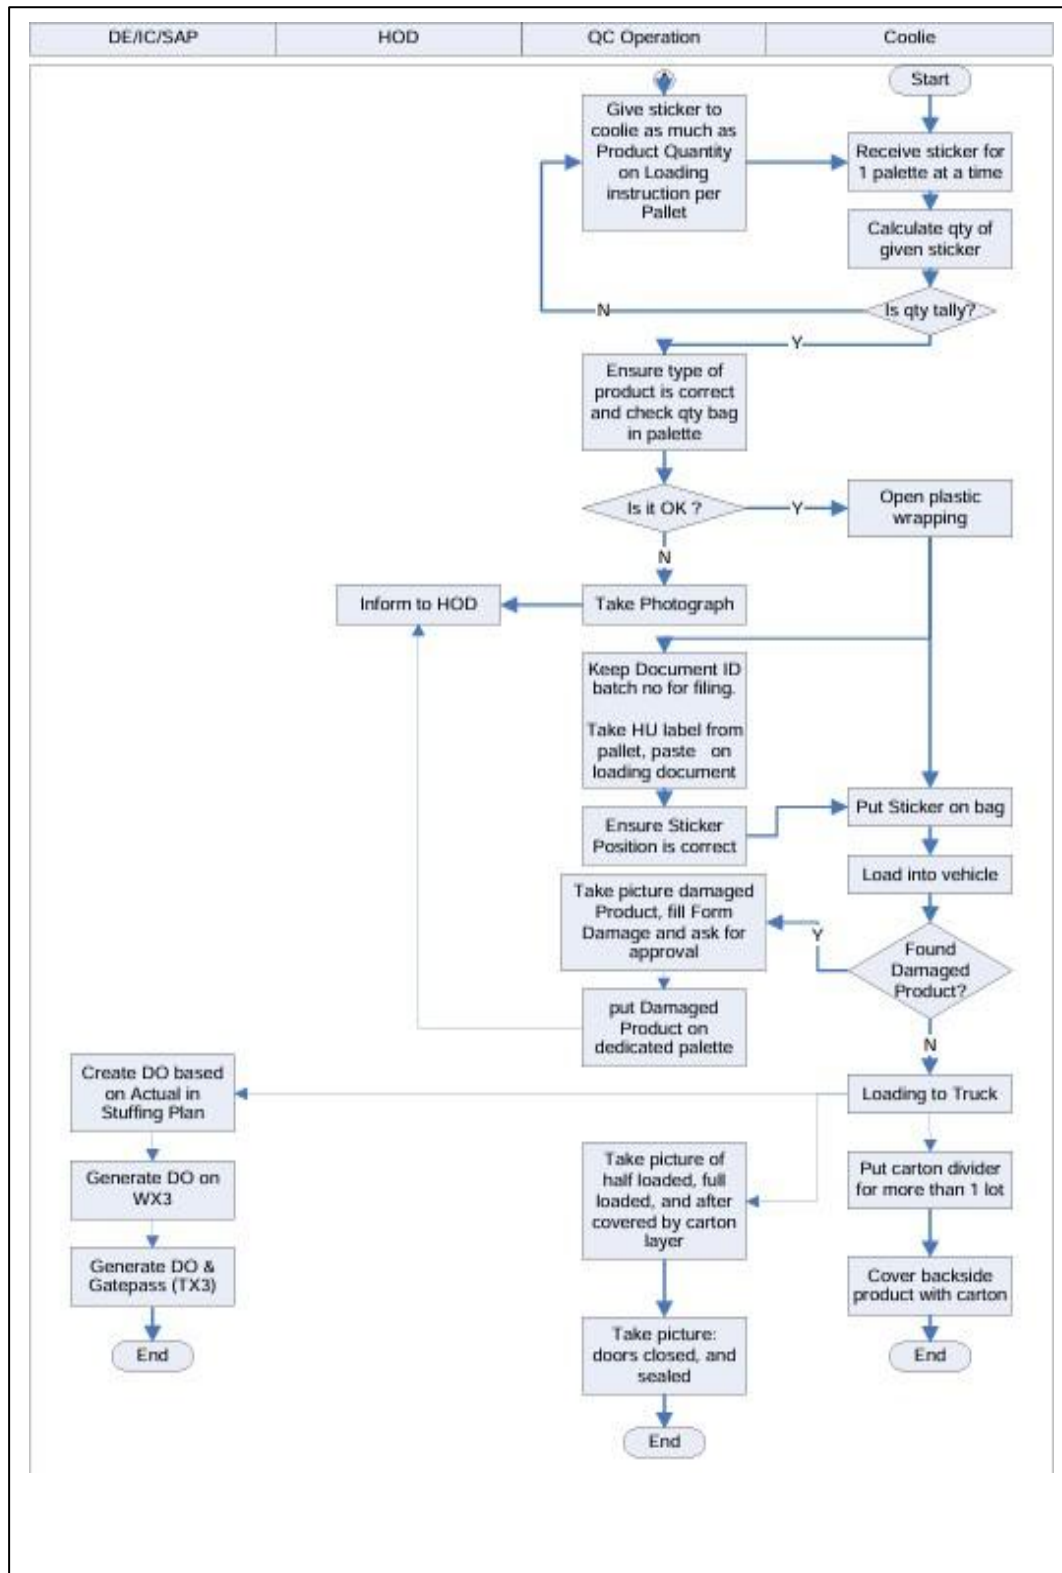 DE/IC/SAP
HOD
QC Operation
Coolie
A
Start
Give sticker to
coolie as much as
Product Quantity
on Loading
instruction per
Pallet
Receive sticker for
1 palette at a time
Calculate qty of
given sticker
Is qty tally?
N
Y
Ensure type of
product is correct
and check qty bag
in palette
Is it OK ?
Y
Open plastic
wrapping
N
Inform to HOD
Take Photograph
Keep Document ID
batch no for filing.
Take HU label from
pallet, paste on
loading document
Put Sticker on bag
Ensure Sticker
Position is correct
Load into vehicle
Take picture damaged
Product, fill Form
Damage and ask for
approval
Y
Found
Damaged
Product?
put Damaged
Product on
dedicated palette
N
Create DO based
on Actual in
Stuffing Plan
Loading to Truck
Take picture of
half loaded, full
loaded, and after
covered by carton
layer
Put carton divider
for more than 1 lot
Generate DO on
WX3
Generate DO &
Gatepass (TX3)
Cover backside
product with carton
Take picture:
doors closed, and
sealed
End
End
End